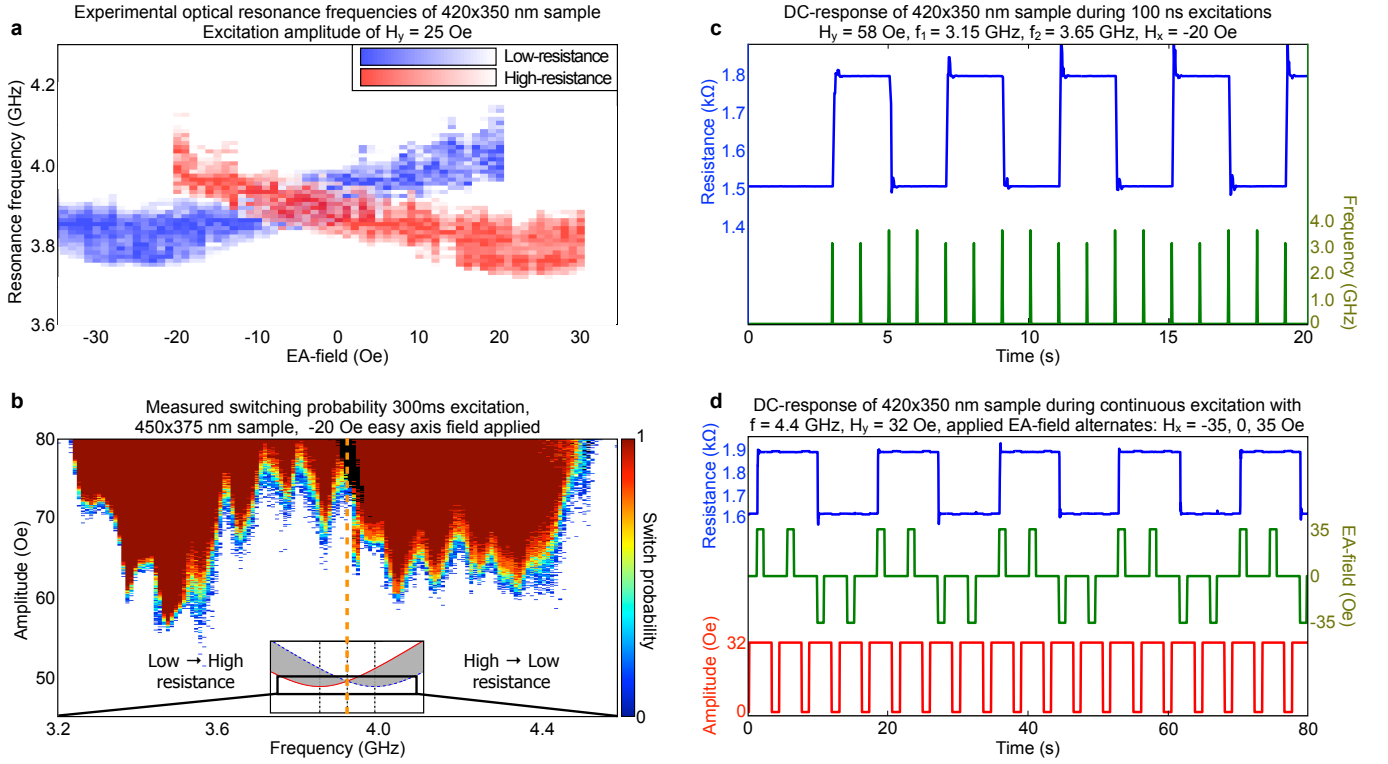 a
Experimental optical resonance frequencies of 420x350 nm sample
Excitation amplitude of Hy = 25 Oe
Low-resistance
High-resistance
Resonance frequency (GHz)
4.2
4.0
3.8
3.6
-30 -20 -10 0 10 20 30
EA-field (Oe)
b
Measured switching probability 300ms excitation,
450x375 nm sample, -20 Oe easy axis field applied
Amplitude (Oe)
80
70
60
50
Low → High
resistance
High → Low
resistance
3.2 3.6 4.0 4.4
Frequency (GHz)
1
0
Switch probability
c
DC-response of 420x350 nm sample during 100 ns excitations
Hy = 58 Oe, f1 = 3.15 GHz, f2 = 3.65 GHz, Hx = -20 Oe
Resistance (kΩ)
1.8
1.7
1.6
1.5
1.4
4.0
3.0
2.0
1.0
0
Frequency (GHz)
0 5 10 15 20
Time (s)
d
DC-response of 420x350 nm sample during continuous excitation with
f = 4.4 GHz, Hy = 32 Oe, applied EA-field alternates: Hx = -35, 0, 35 Oe
Resistance (kΩ)
1.9
1.8
1.7
1.6
35
0
-35
EA-field (Oe)
Amplitude (Oe)
32
0
0 20 40 60 80
Time (s)